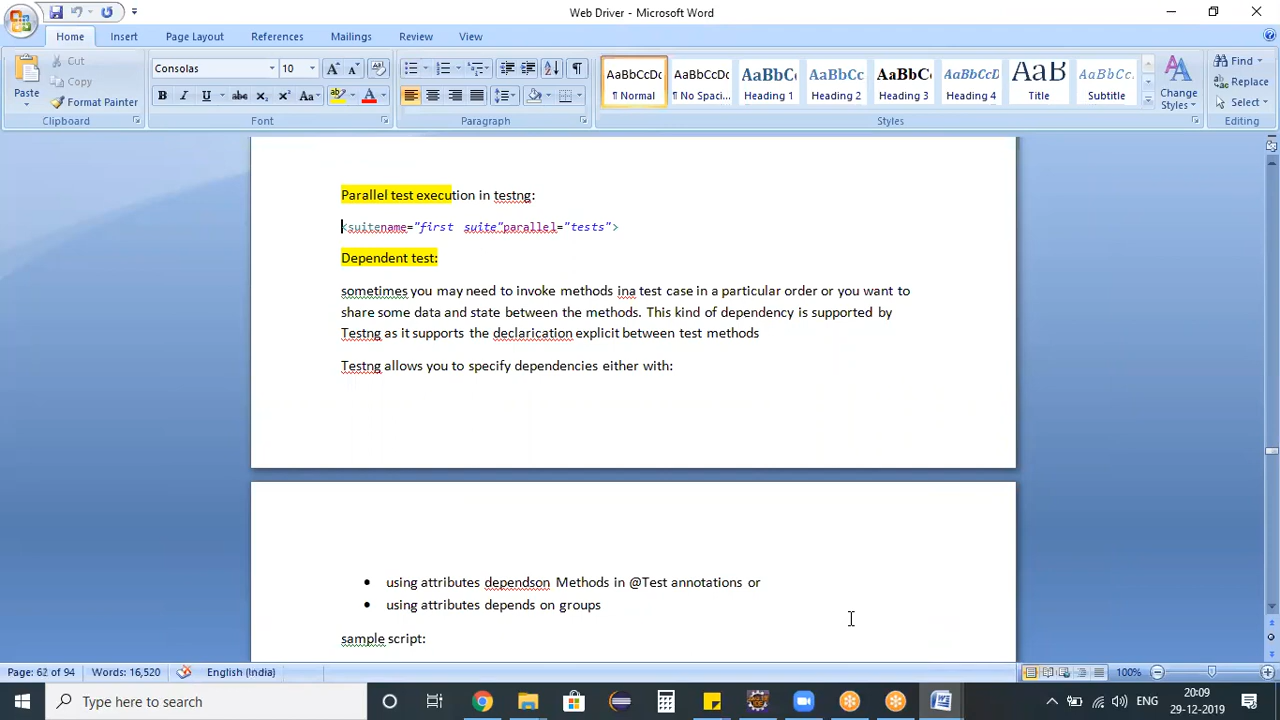 Web Driver - Microsoft Word
Home Insert Page Layout References Mailings Review View
Paste
Cut
Copy
Format Painter
Clipboard
Consolas 10
Font
Paragraph
AaBbCcDc AaBbCcDc AaBbC AaBbCc AaBbCc AaBbCcD AaB AaBbCcL
¶ Normal ¶ No Spaci... Heading 1 Heading 2 Heading 3 Heading 4 Title Subtitle
Styles
Change Styles
Find
Replace
Select
Editing
Parallel test execution in testng:
<suitename="first suite"parallel="tests">
Dependent test:
sometimes you may need to invoke methods ina test case in a particular order or you want to
share some data and state between the methods. This kind of dependency is supported by
Testng as it supports the declarication explicit between test methods
Testng allows you to specify dependencies either with:
• using attributes dependson Methods in @Test annotations or
• using attributes depends on groups
sample script:
Page: 62 of 94 Words: 16,520 English (India) 100%
Type here to search
ENG
20:09
29-12-2019